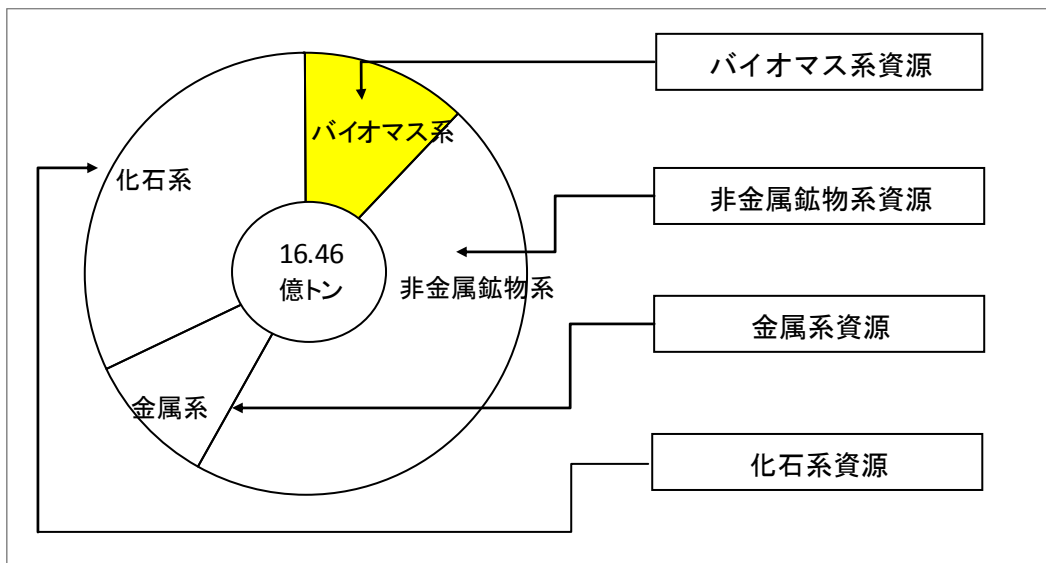 バイオマス系資源
バイオマス系
化石系
非金属鉱物系資源
16.46
億トン
非金属鉱物系
金属系資源
金属系
化石系資源